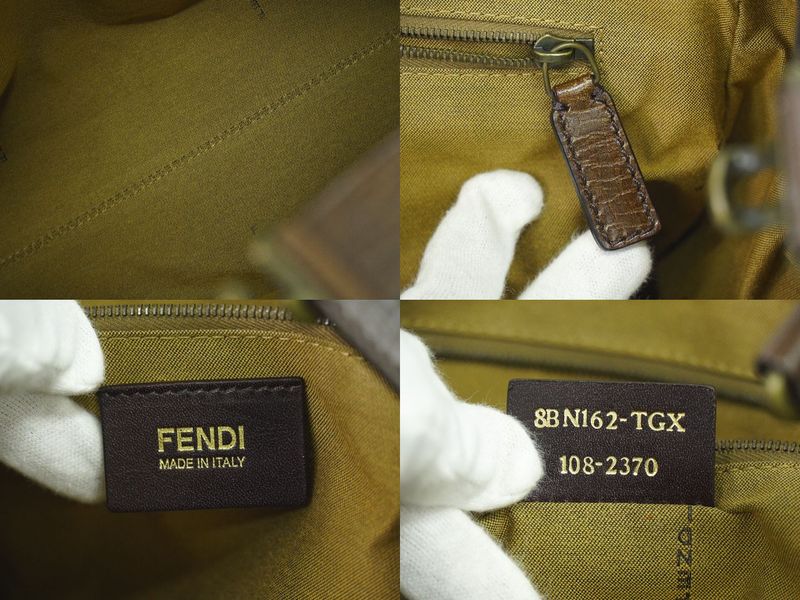 FENDI
MADE IN ITALY
8BN162-TGX
108-2370